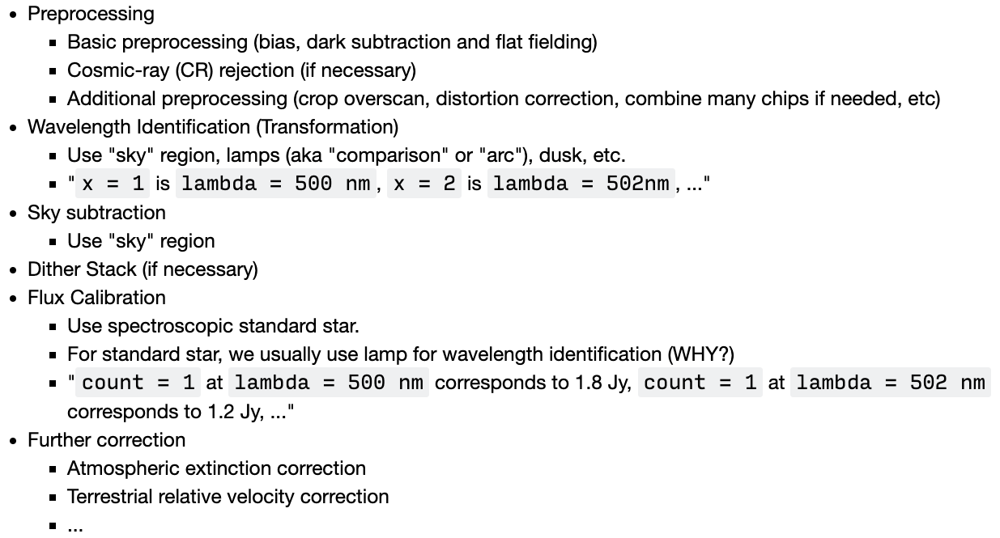 Preprocessing
Basic preprocessing (bias, dark subtraction and flat fielding)
Cosmic-ray (CR) rejection (if necessary)
Additional preprocessing (crop overscan, distortion correction, combine many chips if needed, etc)
Wavelength Identification (Transformation)
Use "sky" region, lamps (aka "comparison" or "arc"), dusk, etc.
" x = 1 is lambda = 500 nm , x = 2 is lambda = 502nm , ..."
Sky subtraction
Use "sky" region
Dither Stack (if necessary)
Flux Calibration
Use spectroscopic standard star.
For standard star, we usually use lamp for wavelength identification (WHY?)
" count = 1 at lambda = 500 nm corresponds to 1.8 Jy, count = 1 at lambda = 502 nm
corresponds to 1.2 Jy, ..."
Further correction
Atmospheric extinction correction
Terrestrial relative velocity correction
...